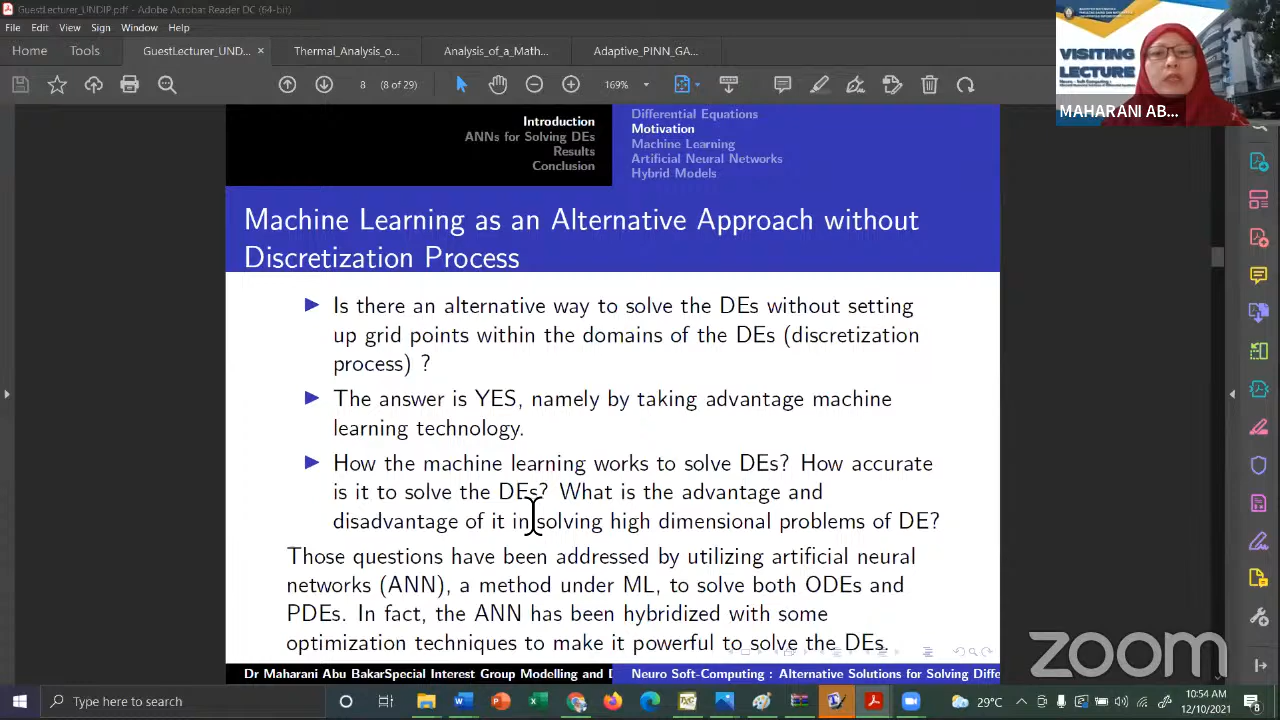 GuestLecturer_UNDIP.pdf - Adobe Acrobat Reader DC (64-bit)
File Edit View Sign Window Help
Home Tools GuestLecturer_UND... × Thermal_Analysis o... Analysis of a Math... Adaptive_PINN_GA...
169%
VISITING
LECTURE
MAHARANI AB...
Introduction
ANNs for Solving DEs
Results
Conclusion
Differential Equations
Motivation
Machine Learning
Artificial Neural Networks
Hybrid Models
Machine Learning as an Alternative Approach without
Discretization Process
Is there an alternative way to solve the DEs without setting
up grid points within the domains of the DEs (discretization
process) ?
The answer is YES, namely by taking advantage machine
learning technology.
How the machine learning works to solve DEs? How accurate
is it to solve the DEs? What is the advantage and
disadvantage of it in solving high dimensional problems of DE?
Those questions have been addressed by utilizing artificial neural
networks (ANN), a method under ML, to solve both ODEs and
PDEs. In fact, the ANN has been hybridized with some
optimization techniques to make it powerful to solve the DEs.
Dr Maharani Abu Bakar Special Interest Group Modelling and D
Neuro Soft-Computing : Alternative Solutions for Solving Diffe
zoom
Type here to search
29°C
10:54 AM
12/10/2021